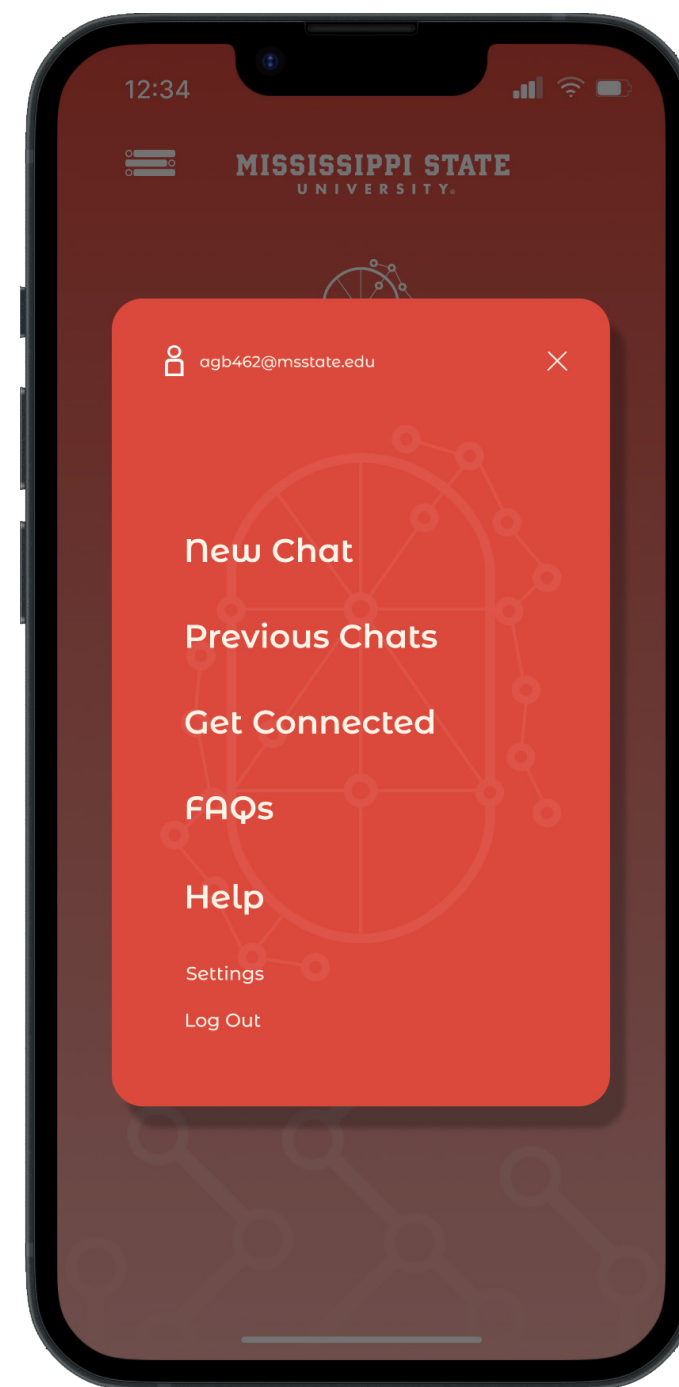 12:34
MISSISSIPPI STATE
UNIVERSITY®
agb462@msstate.edu
New Chat
Previous Chats
Get Connected
FAQs
Help
Settings
Log Out